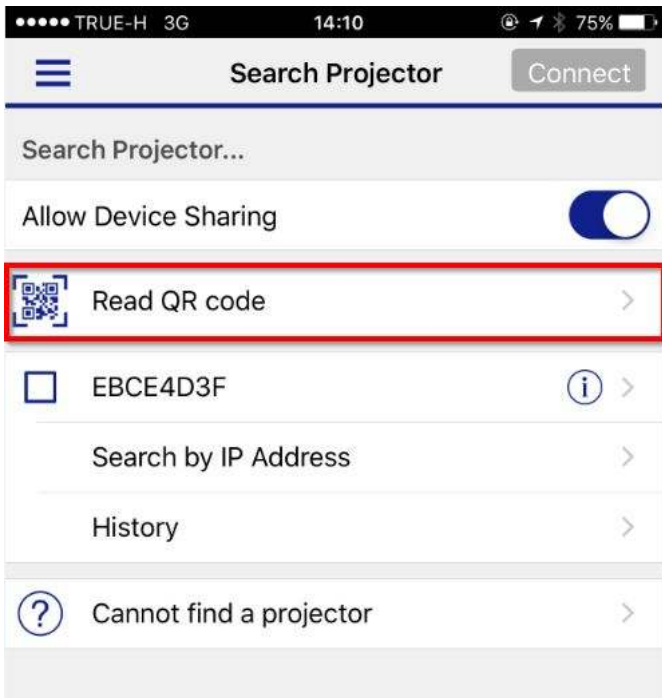 TRUE-H 3G 14:10 75%
Search Projector Connect
Search Projector...
Allow Device Sharing
Read QR code
EBCE4D3F i
Search by IP Address
History
? Cannot find a projector